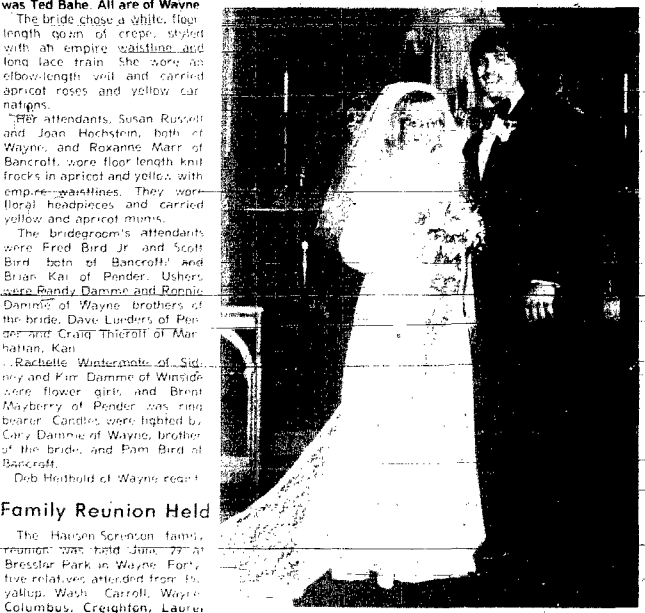 was Ted Bahe. All are of Wayne
The bride chose a white, floor
length gown of crepe, styled
with an empire waistline and
long lace train. She wore an
elbow-length veil and carried
apricot roses and yellow car
nations.
Her attendants, Susan Russell
and Joan Hochstein, both of
Wayne, and Roxanne Marr of
Bancroft, wore floor length knit
frocks in apricot and yellow with
empire waistlines. They wore
floral headpieces and carried
yellow and apricot mums.
The bridegroom's attendants
were Fred Bird Jr. and Scott
Bird both of Bancroft, and
Brian Kai of Pender. Ushers
were Randy Damme and Ronnie
Damme of Wayne brothers of
the bride, Dave Lueders of Pen
der and Craig Thieroff of Man
hattan, Kan
Rachelle Wintermote of Sid
ney and Kim Damme of Winside
were flower girls and Brent
Mayberry of Pender was ring
bearer. Candles were lighted by
Cary Damme of Wayne, brother
of the bride, and Pam Bird of
Bancroft.
Deb Heithold of Wayne regist
Family Reunion Held
The Hansen-Sorenson family
reunion was held June at
Bressler Park in Wayne. Forty
five relatives attended from
yallup, Wash. Carroll, Wayne
Columbus, Creighton, Laurel